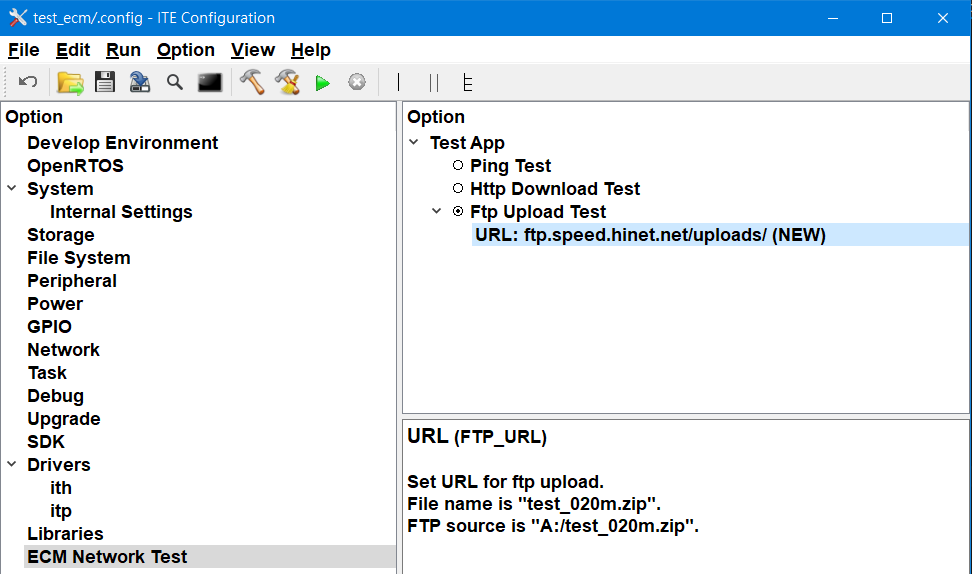 test_ecm/.config - ITE Configuration
File Edit Run Option View Help
Option
Develop Environment
OpenRTOS
System
Internal Settings
Storage
File System
Peripheral
Power
GPIO
Network
Task
Debug
Upgrade
SDK
Drivers
ith
itp
Libraries
ECM Network Test
Option
Test App
Ping Test
Http Download Test
Ftp Upload Test
URL: ftp.speed.hinet.net/uploads/ (NEW)
URL (FTP_URL)
Set URL for ftp upload.
File name is "test_020m.zip".
FTP source is "A:/test_020m.zip".